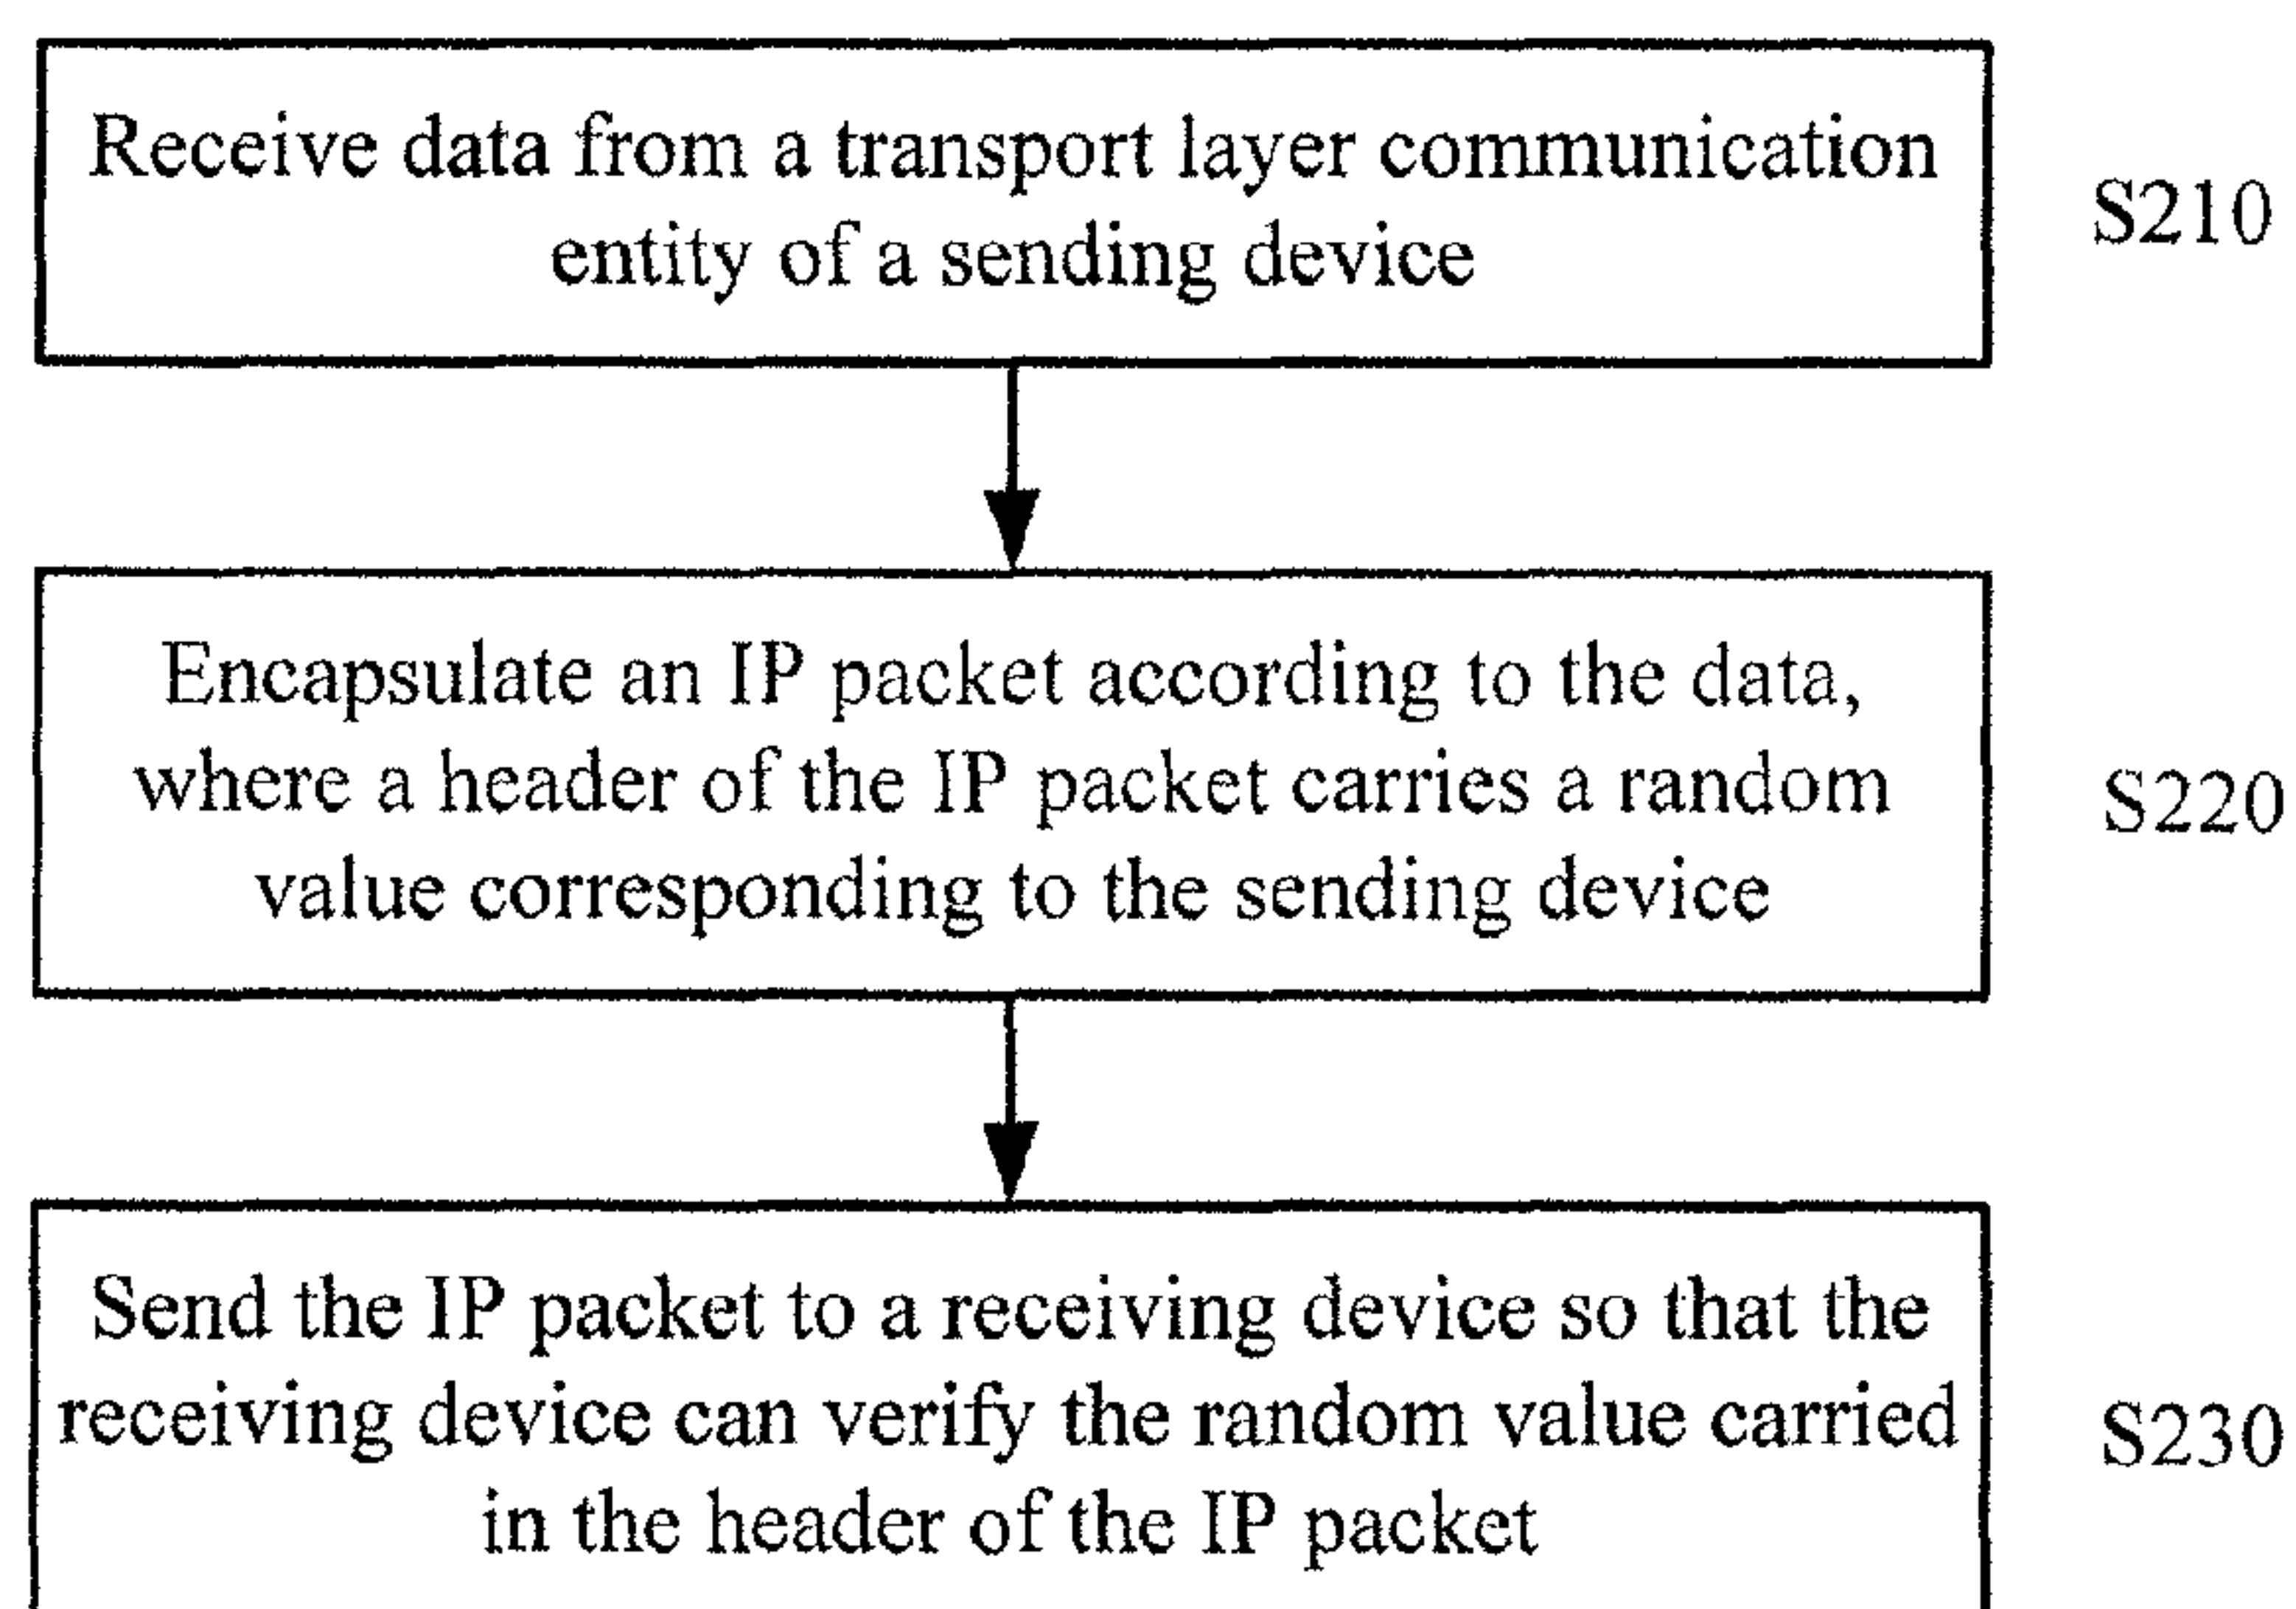 Receive data from a transport layer communication
entity of a sending device
S210
Encapsulate an IP packet according to the data,
where a header of the IP packet carries a random
value corresponding to the sending device
S220
Send the IP packet to a receiving device so that the
receiving device can verify the random value carried
in the header of the IP packet
S230